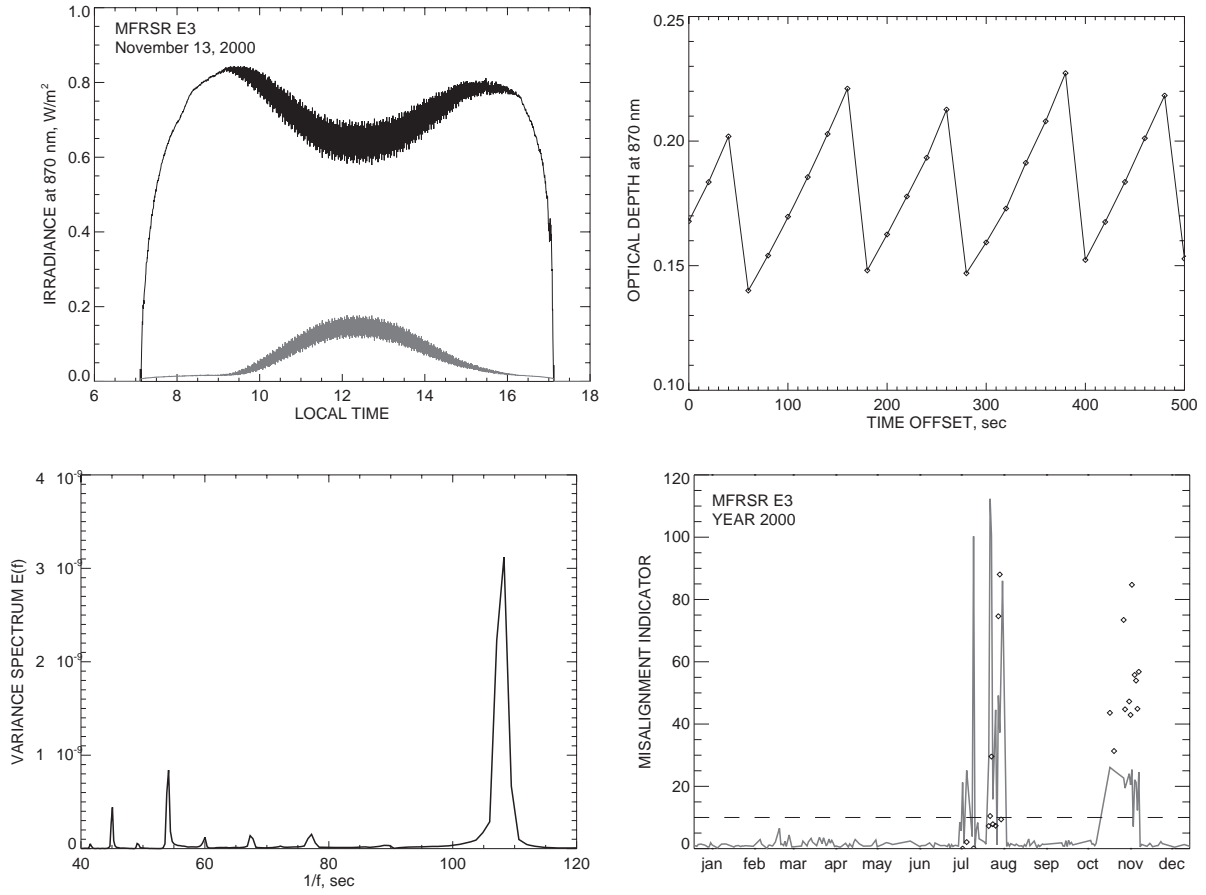 MFRSR E3
November 13, 2000
IRRADIANCE at 870 nm, W/m²
1.0
0.8
0.6
0.4
0.2
0.0
6 8 10 12 14 16 18
LOCAL TIME
OPTICAL DEPTH at 870 nm
0.25
0.20
0.15
0.10
0 100 200 300 400 500
TIME OFFSET, sec
VARIANCE SPECTRUM E(f)
4 10⁻⁹
3 10⁻⁹
2 10⁻⁹
1 10⁻⁹
0
40 60 80 100 120
1/f, sec
MFRSR E3
YEAR 2000
MISALIGNMENT INDICATOR
120
100
80
60
40
20
0
jan feb mar apr may jun jul aug sep oct nov dec